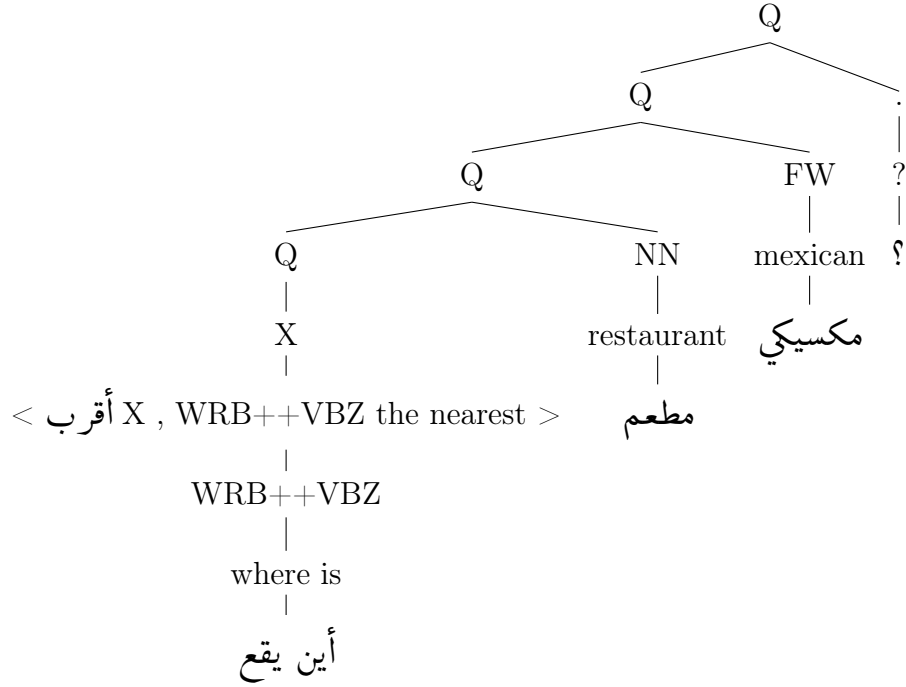 Q
Q .
Q FW ?
Q NN mexican ؟
X restaurant مكسيكي
< أقرب X , WRB++VBZ the nearest > مطعم
WRB++VBZ
where is
أين يقع